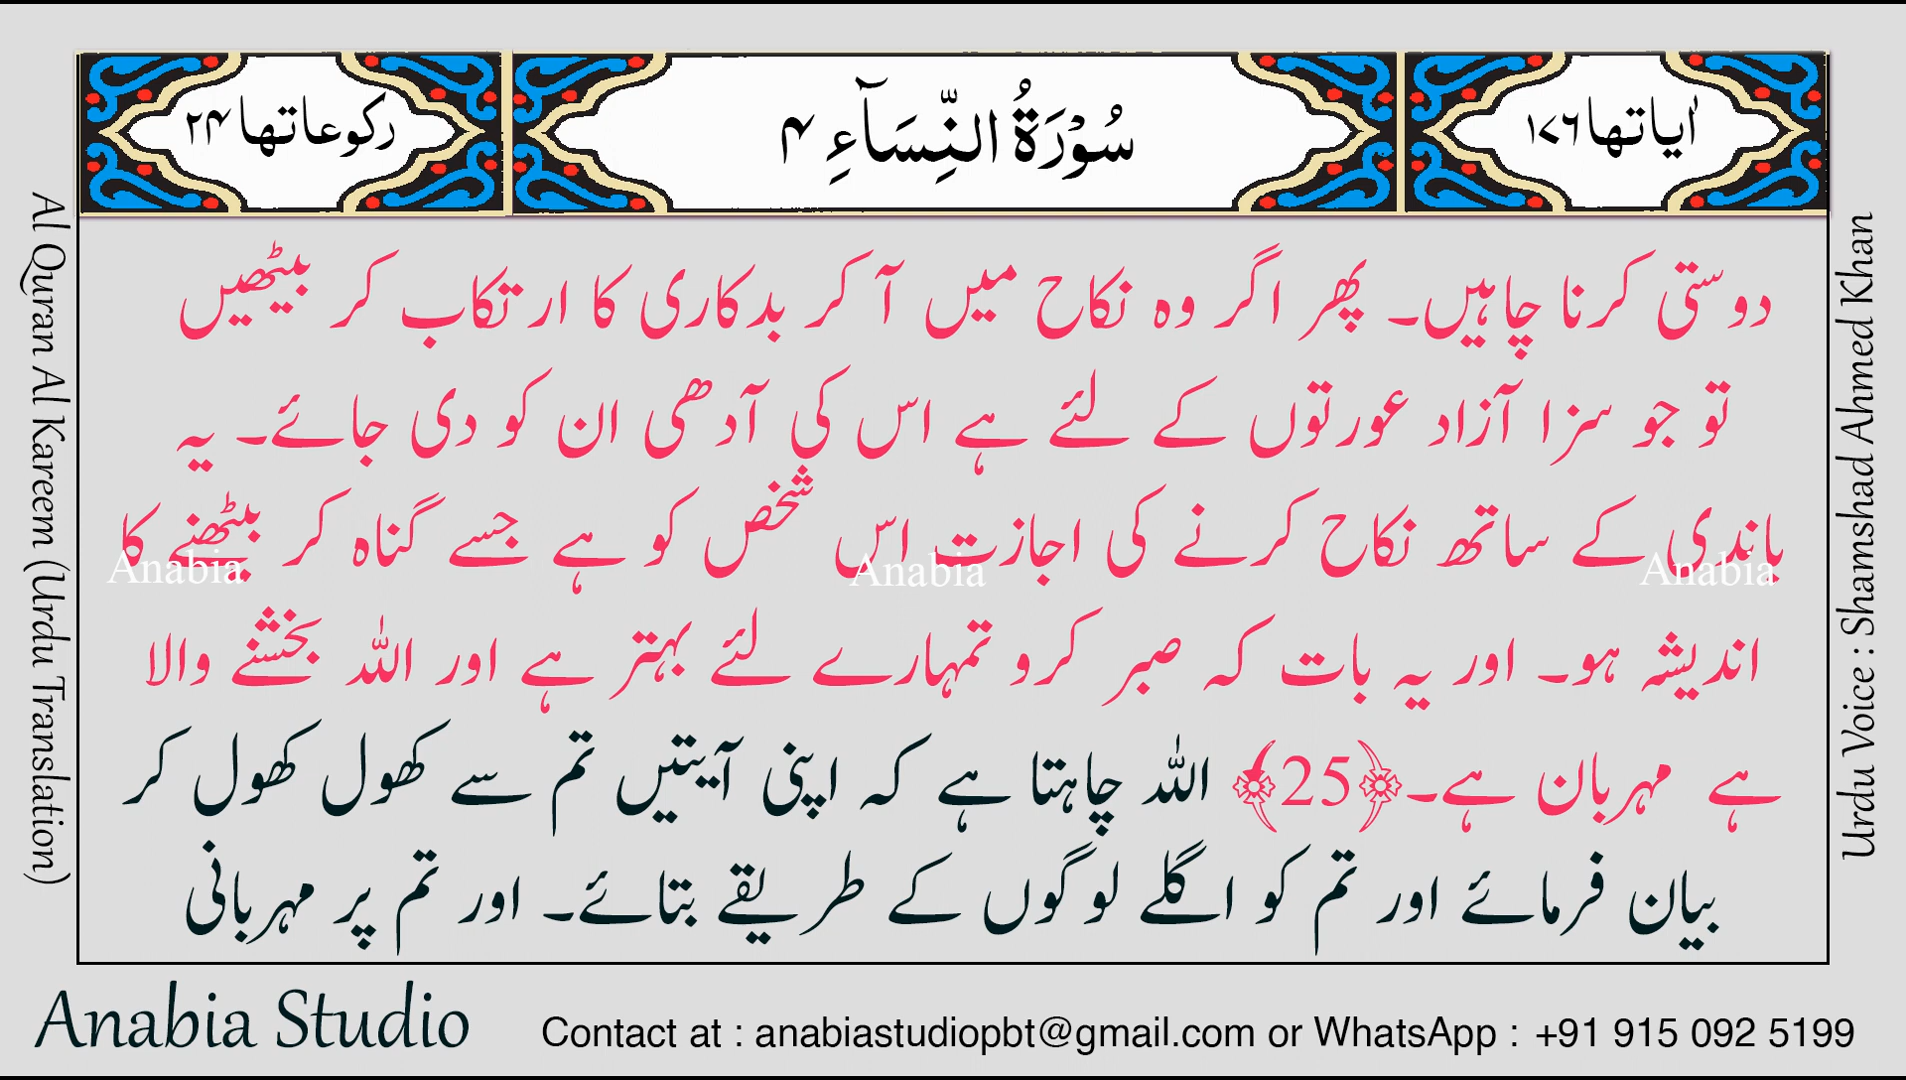 اٰیاتھا ۱۷۶
سُوْرَۃُ النِّسَآءِ ۴
رکوعاتھا ۲۴
دوستی کرنا چاہیں۔ پھر اگر وہ نکاح میں آ کر بدکاری کا ارتکاب کر بیٹھیں
تو جو سزا آزاد عورتوں کے لئے ہے اس کی آدھی ان کو دی جائے۔ یہ
باندی کے ساتھ نکاح کرنے کی اجازت اس شخص کو ہے جسے گناہ کر بیٹھنے کا
Anabia Anabia Anabia
اندیشہ ہو۔ اور یہ بات کہ صبر کرو تمہارے لئے بہتر ہے اور اللہ بخشنے والا
ہے مہربان ہے۔﴿25﴾ اللہ چاہتا ہے کہ اپنی آیتیں تم سے کھول کھول کر
بیان فرمائے اور تم کو اگلے لوگوں کے طریقے بتائے۔ اور تم پر مہربانی
Al Quran Al Kareem (Urdu Translation)
Urdu Voice : Shamshad Ahmed Khan
Anabia Studio
Contact at : anabiastudiopbt@gmail.com or WhatsApp : +91 915 092 5199